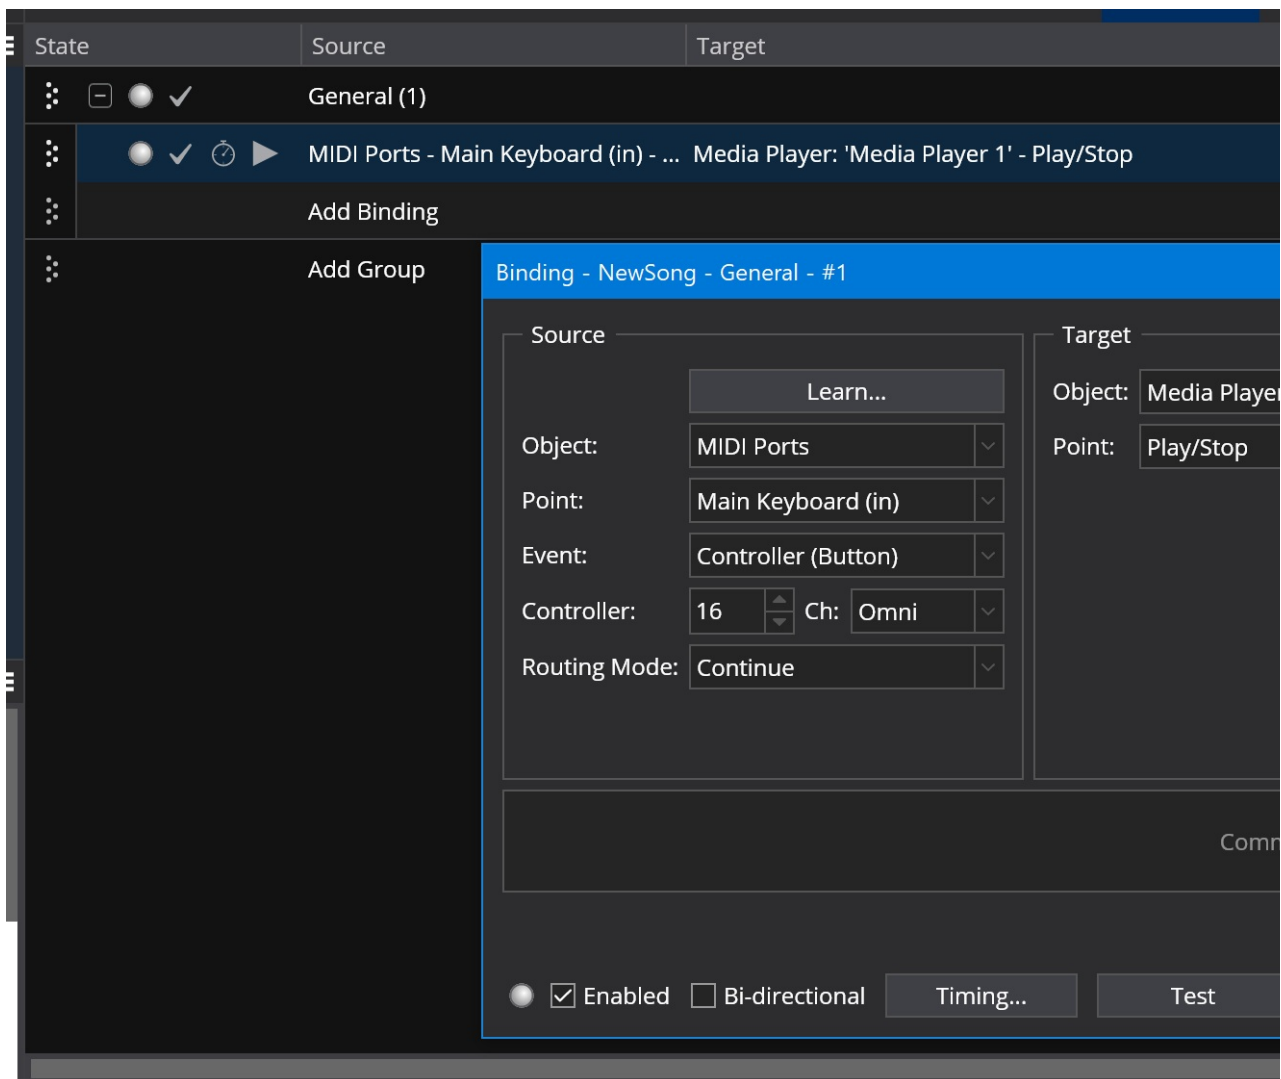 State Source Target
General (1)
MIDI Ports - Main Keyboard (in) - ... Media Player: 'Media Player 1' - Play/Stop
Add Binding
Add Group
Binding - NewSong - General - #1
Source Target
Learn...
Object: MIDI Ports Object: Media Player
Point: Main Keyboard (in) Point: Play/Stop
Event: Controller (Button)
Controller: 16 Ch: Omni
Routing Mode: Continue
Enabled Bi-directional Timing... Test